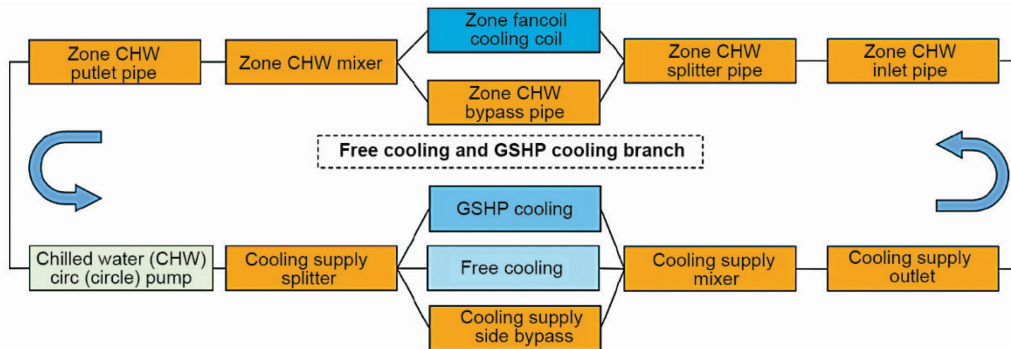 Zone fancoil
cooling coil
Zone CHW
putlet pipe
Zone CHW mixer
Zone CHW
splitter pipe
Zone CHW
inlet pipe
Zone CHW
bypass pipe
Free cooling and GSHP cooling branch
GSHP cooling
Chilled water (CHW)
circ (circle) pump
Cooling supply
splitter
Free cooling
Cooling supply
mixer
Cooling supply
outlet
Cooling supply
side bypass